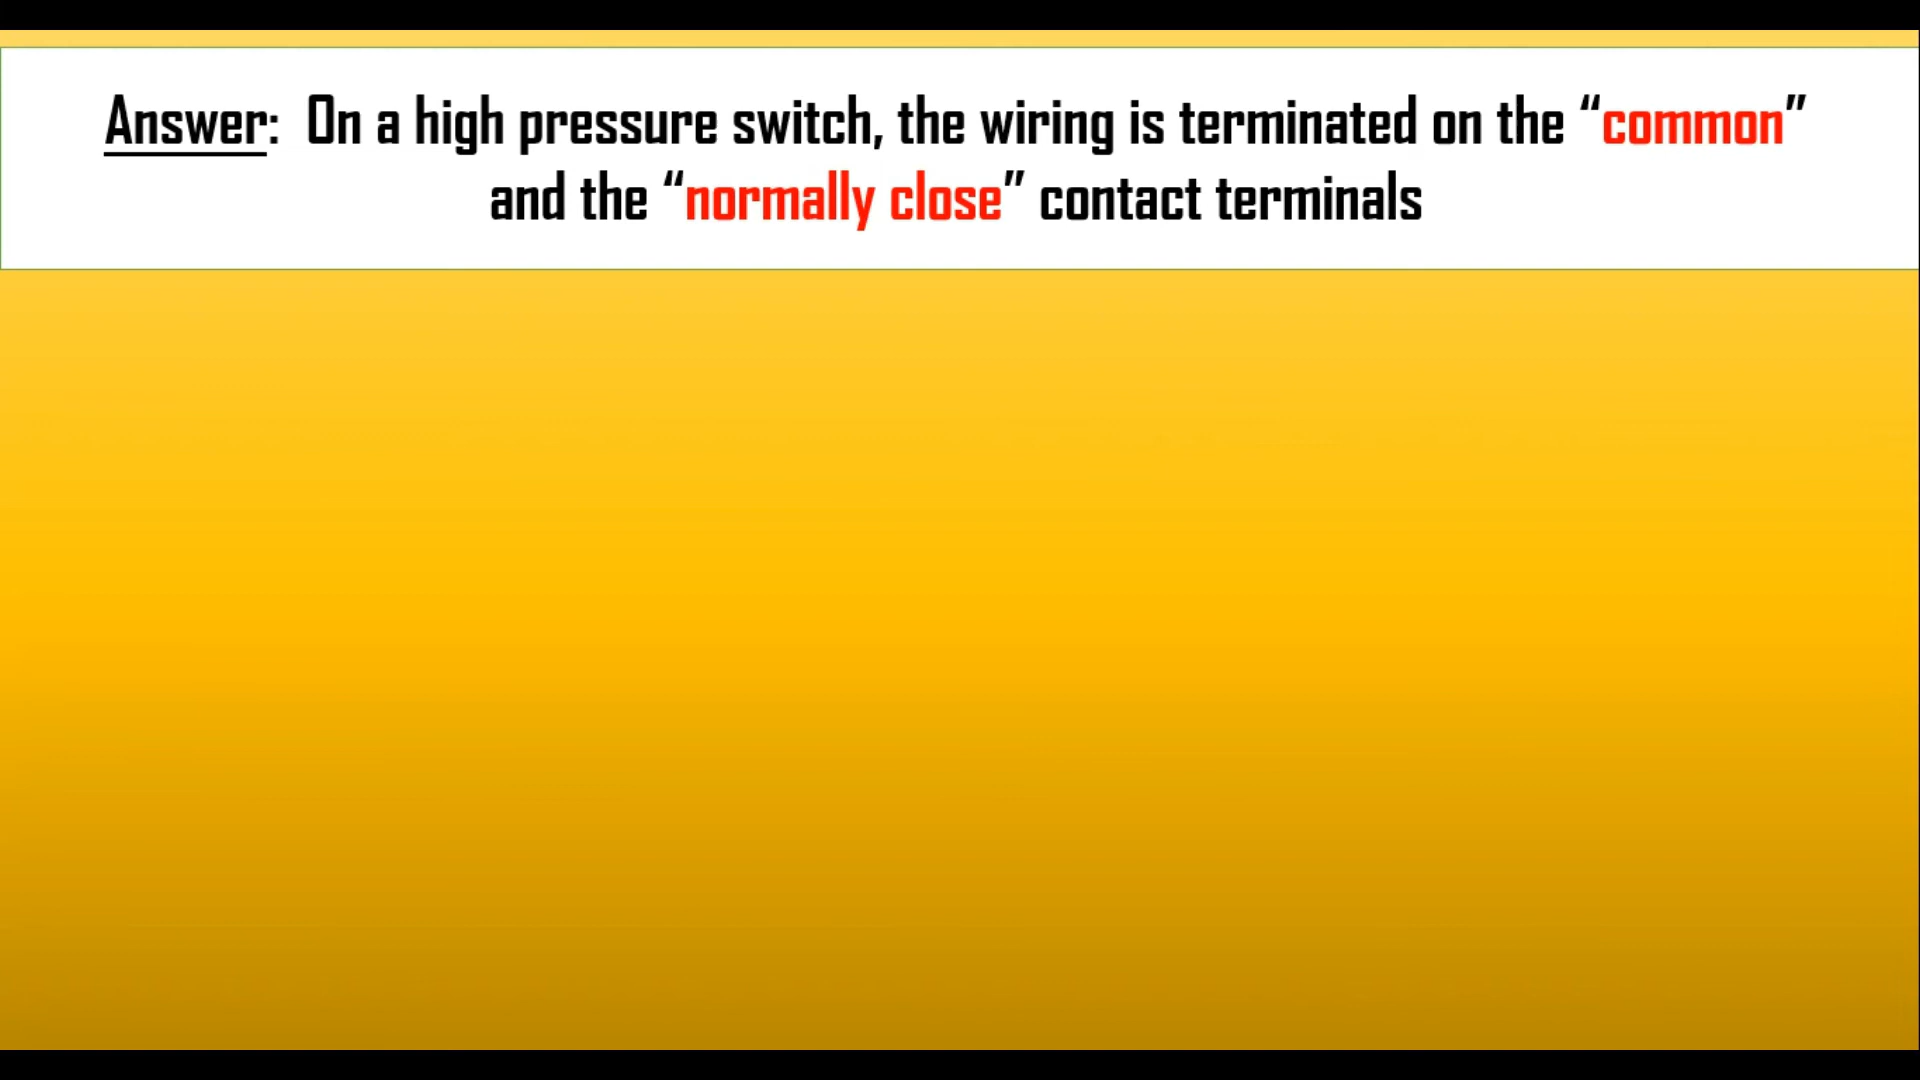 Answer: On a high pressure switch, the wiring is terminated on the “common”
and the “normally close” contact terminals